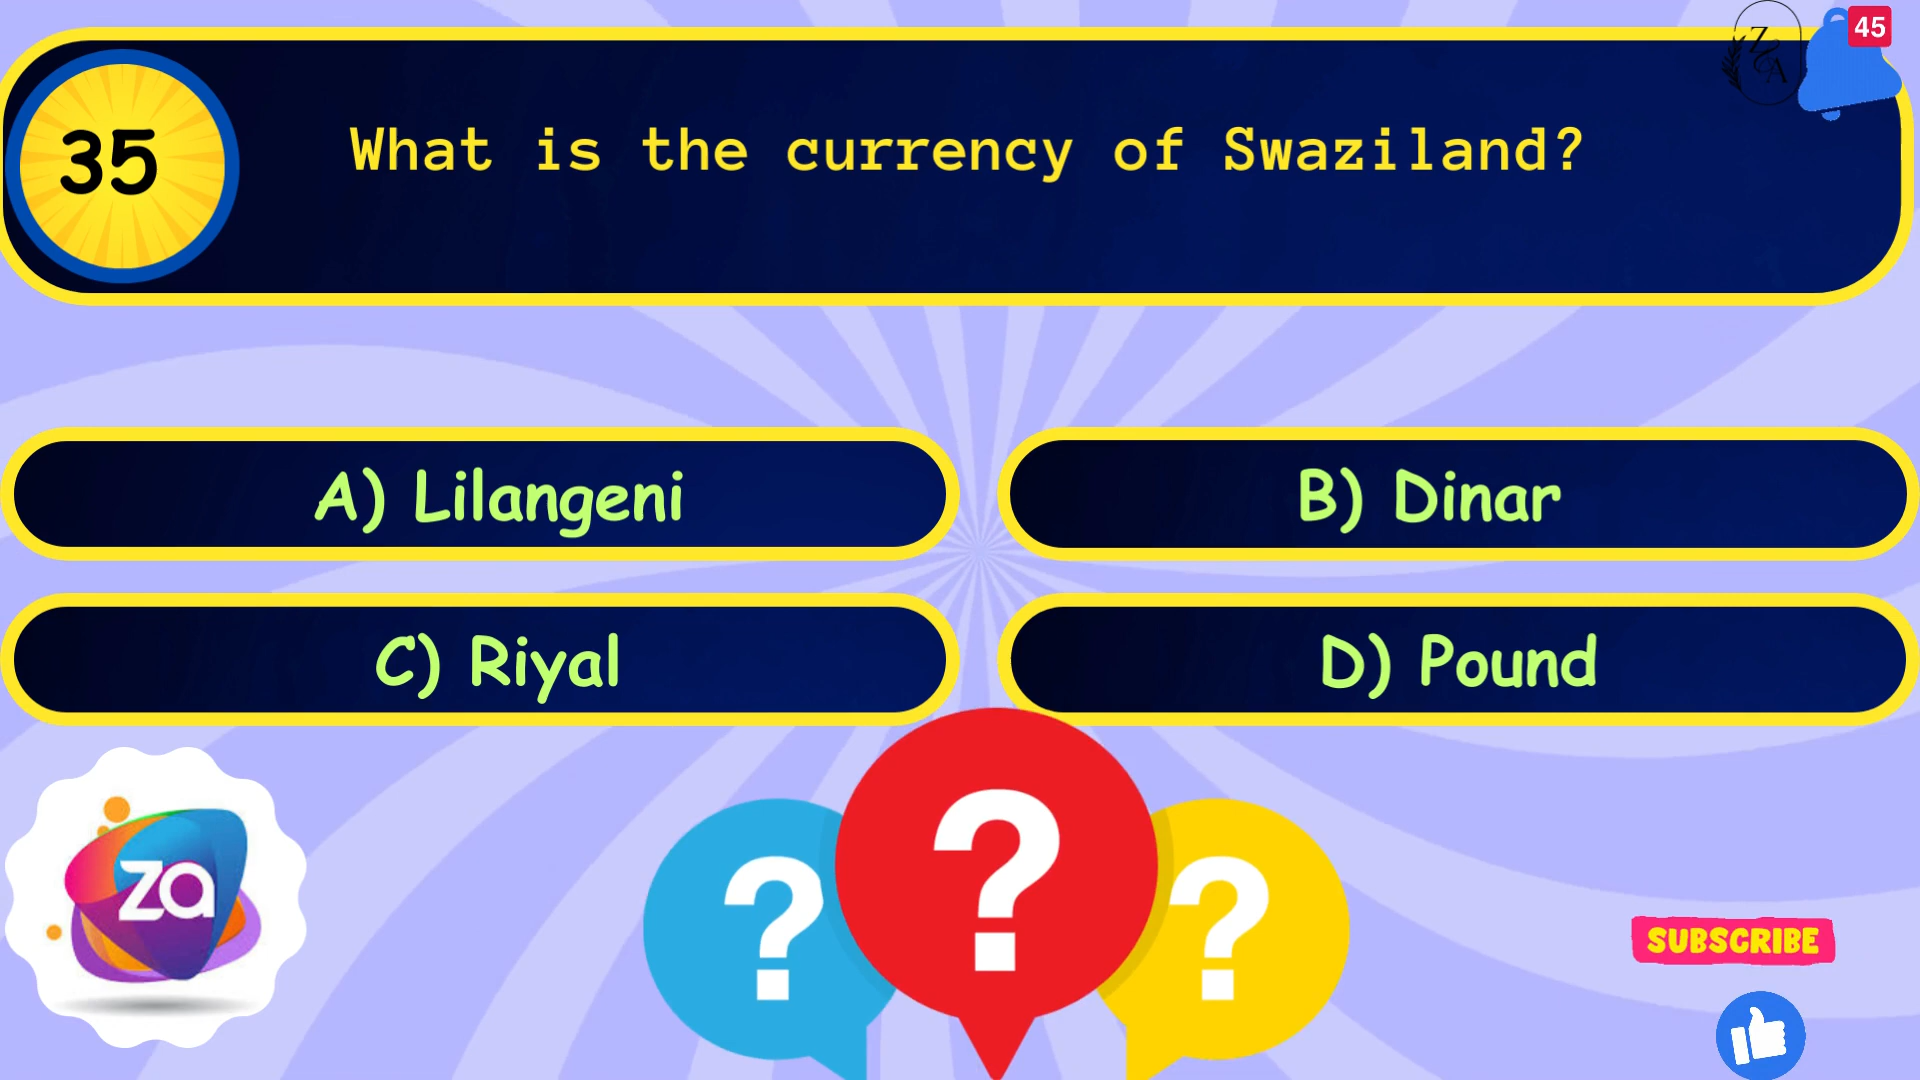 45
Z&A
35
What is the currency of Swaziland?
A) Lilangeni
B) Dinar
C) Riyal
D) Pound
za
? ? ?
SUBSCRIBE